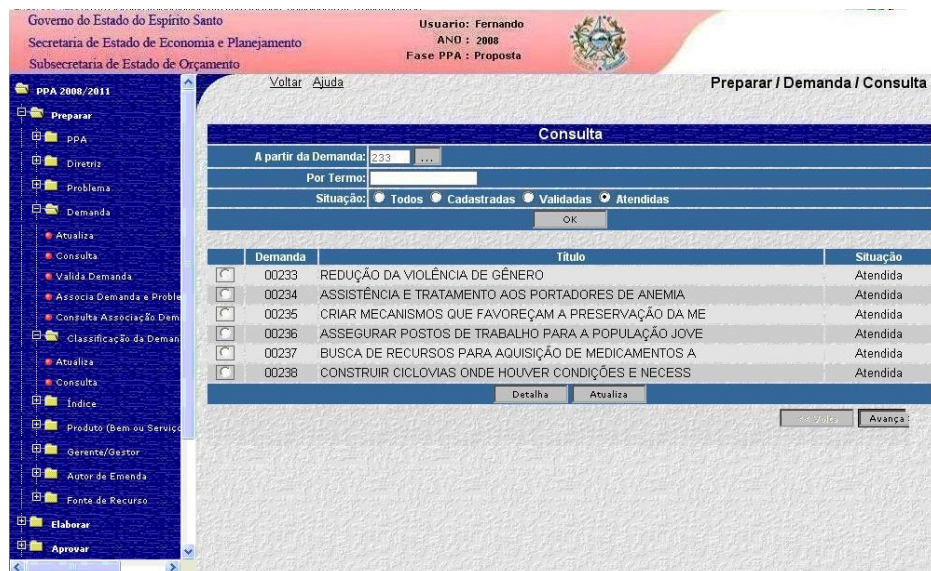 Governo do Estado do Espírito Santo
Secretaria de Estado de Economia e Planejamento
Subsecretaria de Estado de Orçamento
Usuario: Fernando
ANO : 2008
Fase PPA : Proposta
PPA 2008/2011
Preparar
PPA
Diretriz
Problema
Demanda
Atualiza
Consulta
Valida Demanda
Associa Demanda e Proble
Consulta Associação Dem
Classificação da Deman
Atualiza
Consulta
Índice
Produto (Bem ou Serviço
Gerente/Gestor
Autor de Emenda
Fonte de Recurso
Elaborar
Aprovar
Voltar Ajuda
Preparar / Demanda / Consulta
Consulta
A partir da Demanda: 233 ...
Por Termo:
Situação: Todos Cadastradas Validadas Atendidas
OK
Demanda Título Situação
00233 REDUÇÃO DA VIOLÊNCIA DE GÊNERO Atendida
00234 ASSISTÊNCIA E TRATAMENTO AOS PORTADORES DE ANEMIA Atendida
00235 CRIAR MECANISMOS QUE FAVOREÇAM A PRESERVAÇÃO DA ME Atendida
00236 ASSEGURAR POSTOS DE TRABALHO PARA A POPULAÇÃO JOVE Atendida
00237 BUSCA DE RECURSOS PARA AQUISIÇÃO DE MEDICAMENTOS A Atendida
00238 CONSTRUIR CICLOVIAS ONDE HOUVER CONDIÇÕES E NECESS Atendida
Detalha Atualiza
<< Volta Avança